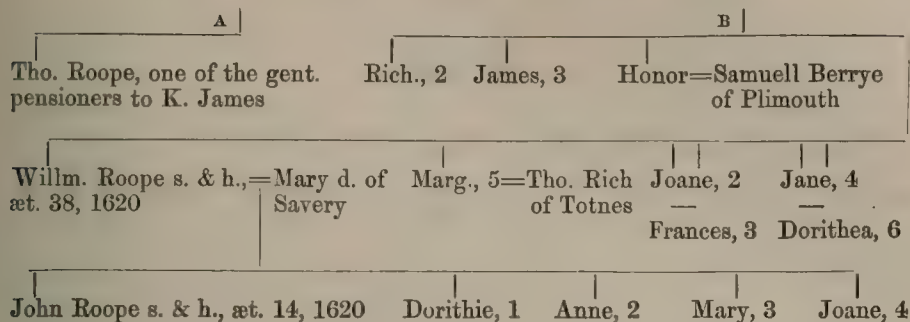 A B
Tho. Roope, one of the gent. Rich., 2 James, 3 Honor=Samuell Berrye
pensioners to K. James of Plimouth
Willm. Roope s. & h.,=Mary d. of Marg., 5=Tho. Rich Joane, 2 Jane, 4
æt. 38, 1620 Savery of Totnes — —
Frances, 3 Dorithea, 6
John Roope s. & h., æt. 14, 1620 Dorithie, 1 Anne, 2 Mary, 3 Joane, 4